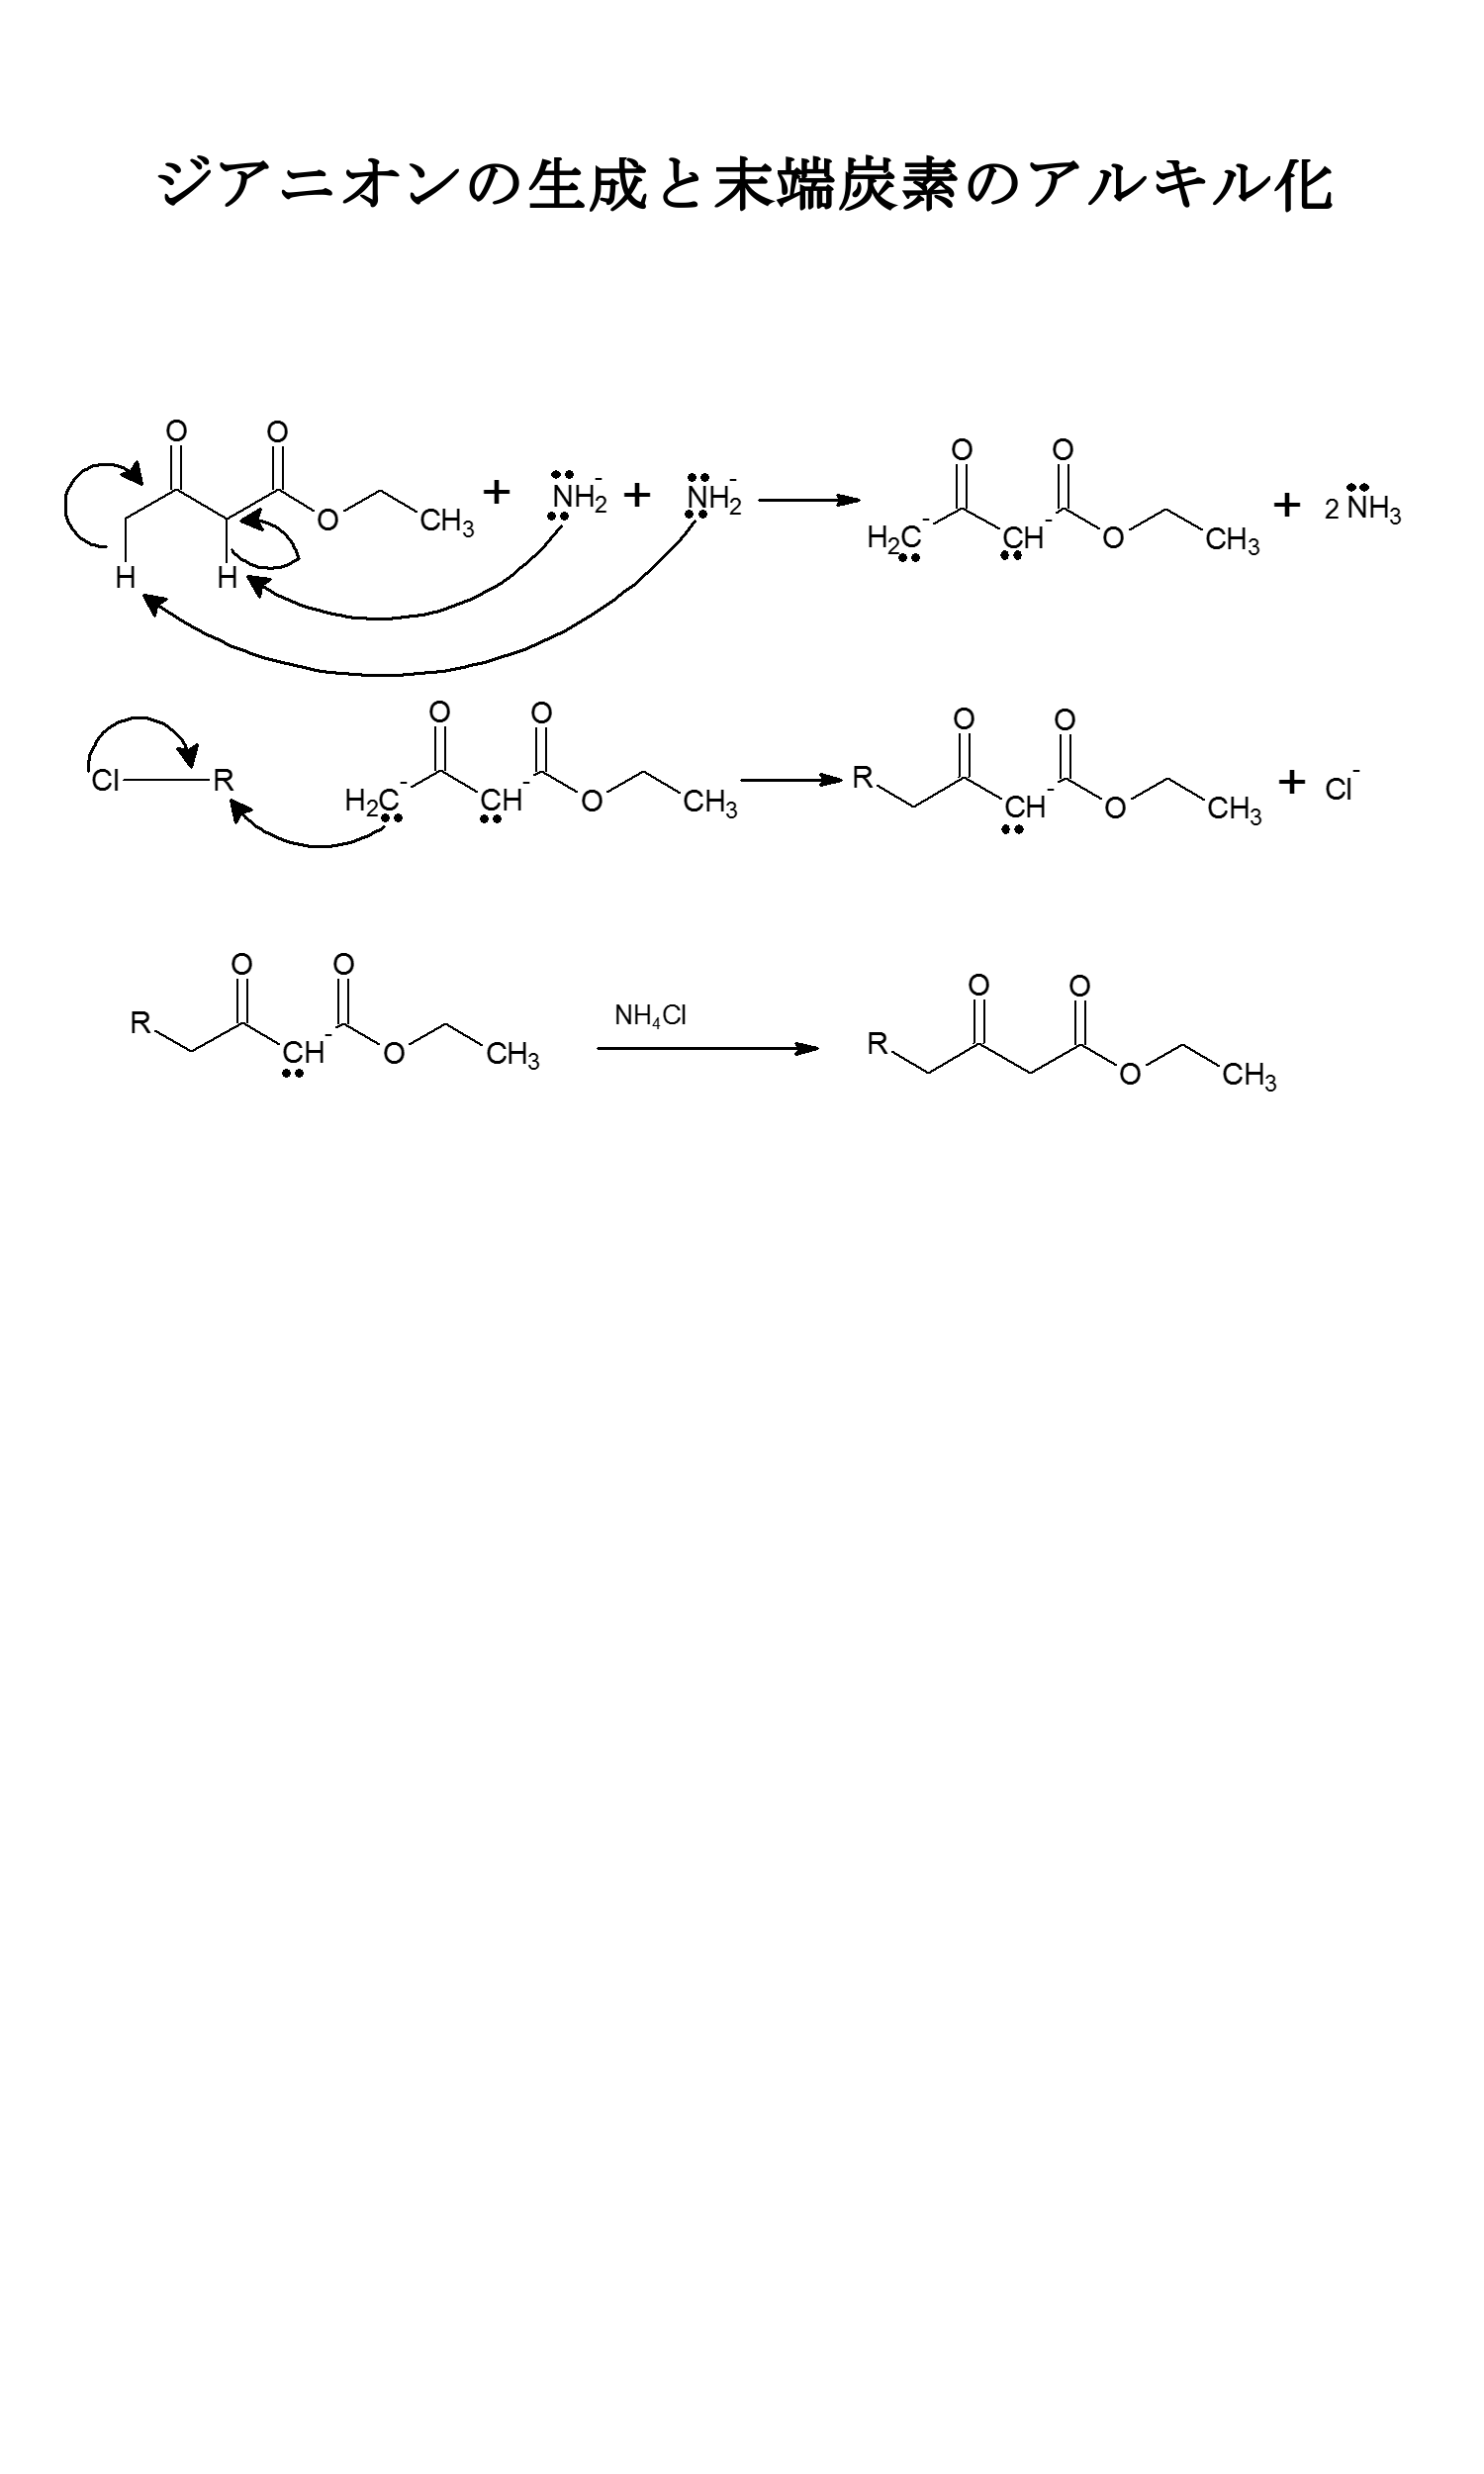 ジアニオンの生成と末端炭素のアルキル化
O O
O CH3 + NH2- + NH2- H2C- CH- O CH3 + 2 NH3
H H
O O O O
Cl R H2C- CH- O CH3 R CH- O CH3 + Cl-
O O O O
R CH- O CH3 NH4Cl R O CH3